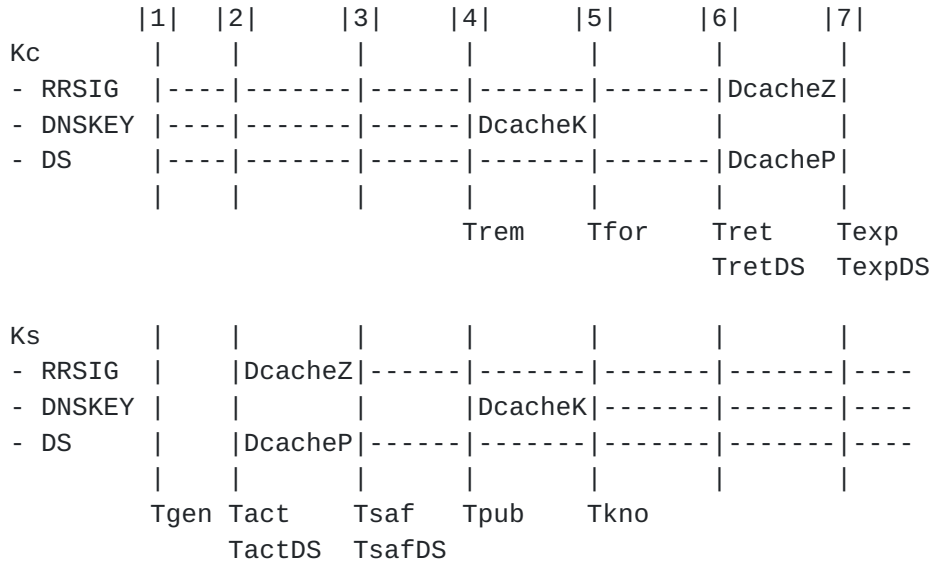 |1|  |2|     |3|    |4|     |5|     |6|     |7|
Kc       |    |       |      |       |       |       |
- RRSIG  |----|-------|------|-------|-------|DcacheZ|
- DNSKEY |----|-------|------|DcacheK|       |       |
- DS     |----|-------|------|-------|-------|DcacheP|
         |    |       |      |       |       |       |
                             Trem    Tfor    Tret    Texp
                                             TretDS  TexpDS

Ks       |    |       |      |       |       |       |
- RRSIG  |    |DcacheZ|------|-------|-------|-------|----
- DNSKEY |    |       |      |DcacheK|-------|-------|----
- DS     |    |DcacheP|------|-------|-------|-------|----
         |    |       |      |       |       |       |
         Tgen Tact    Tsaf   Tpub    Tkno
              TactDS  TsafDS